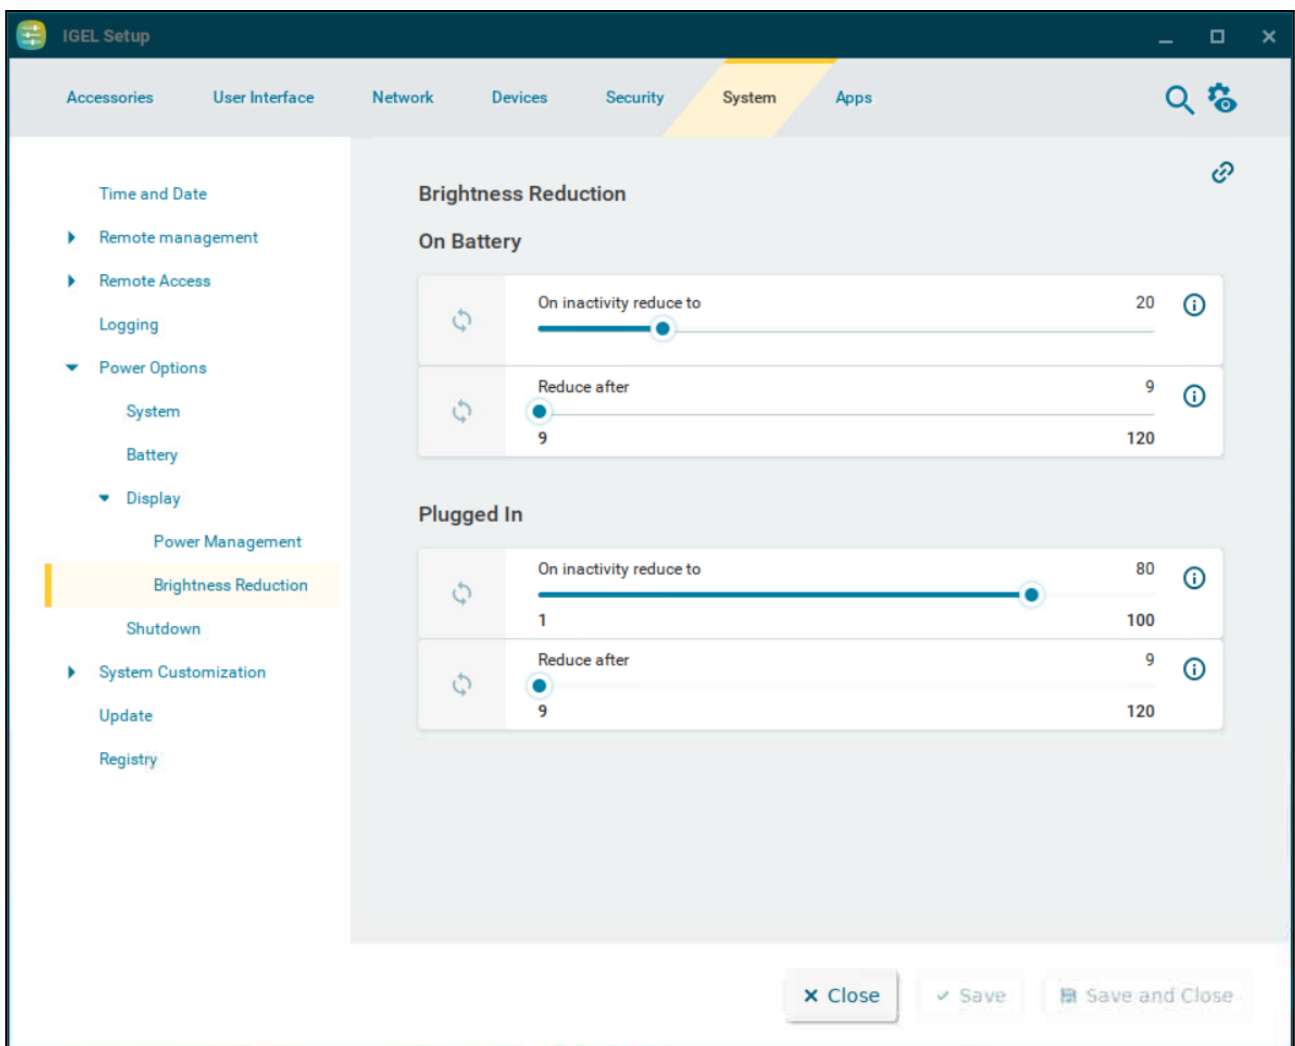 IGEL Setup
Accessories User Interface Network Devices Security System Apps
Time and Date
Remote management
Remote Access
Logging
Power Options
System
Battery
Display
Power Management
Brightness Reduction
Shutdown
System Customization
Update
Registry
Brightness Reduction
On Battery
On inactivity reduce to 20
Reduce after 9
9 120
Plugged In
On inactivity reduce to 80
1 100
Reduce after 9
9 120
Close Save Save and Close